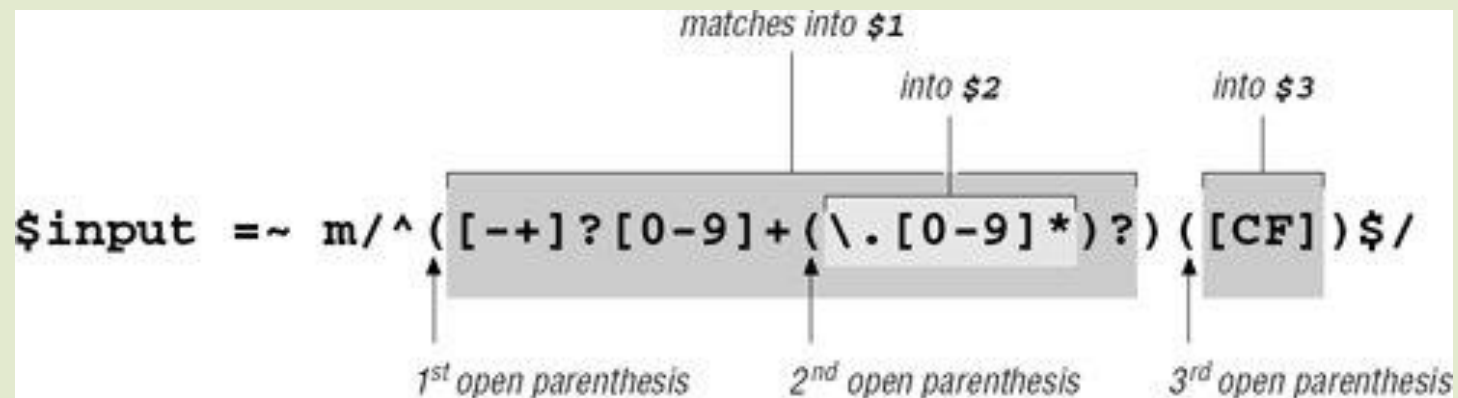 matches into $1
into $2 into $3
$input =~ m/^([-+]?[0-9]+(\.[0-9]*)?)([CF])$/
1st open parenthesis 2nd open parenthesis 3rd open parenthesis